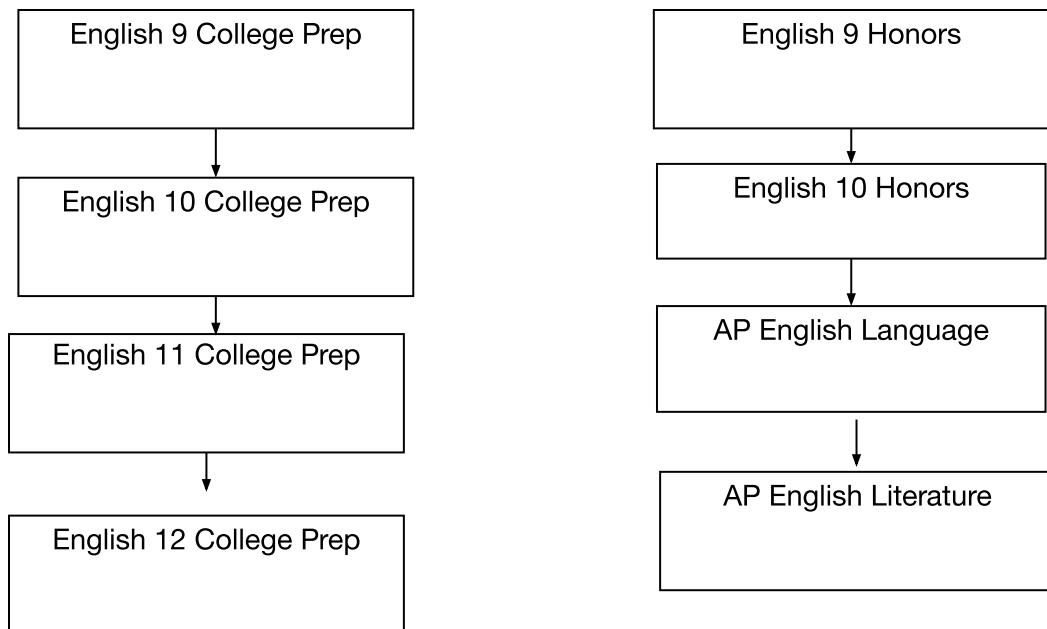 English 9 College Prep
English 10 College Prep
English 11 College Prep
English 12 College Prep
English 9 Honors
English 10 Honors
AP English Language
AP English Literature